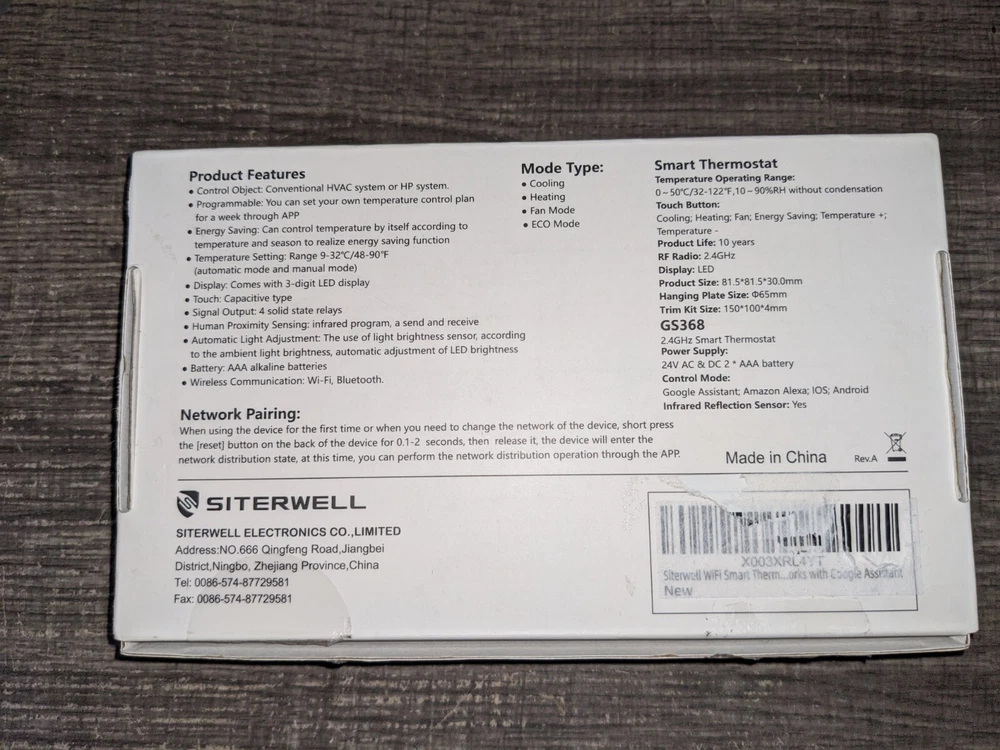 Product Features
• Control Object: Conventional HVAC system or HP system.
• Programmable: You can set your own temperature control plan
for a week through APP
• Energy Saving: Can control temperature by itself according to
temperature and season to realize energy saving function
• Temperature Setting: Range 9-32℃/48-90℉
(automatic mode and manual mode)
• Display: Comes with 3-digit LED display
• Touch: Capacitive type
• Signal Output: 4 solid state relays
• Human Proximity Sensing: infrared program, a send and receive
• Automatic Light Adjustment: The use of light brightness sensor, according
to the ambient light brightness, automatic adjustment of LED brightness
• Battery: AAA alkaline batteries
• Wireless Communication: Wi-Fi, Bluetooth.
Mode Type:
• Cooling
• Heating
• Fan Mode
• ECO Mode
Smart Thermostat
Temperature Operating Range:
0~50℃/32-122℉,10~90%RH without condensation
Touch Button:
Cooling; Heating; Fan; Energy Saving; Temperature +;
Temperature -
Product Life: 10 years
RF Radio: 2.4GHz
Display: LED
Product Size: 81.5*81.5*30.0mm
Hanging Plate Size: Φ65mm
Trim Kit Size: 150*100*4mm
GS368
2.4GHz Smart Thermostat
Power Supply:
24V AC & DC 2 * AAA battery
Control Mode:
Google Assistant; Amazon Alexa; IOS; Android
Infrared Reflection Sensor: Yes
Network Pairing:
When using the device for the first time or when you need to change the network of the device, short press
the [reset] button on the back of the device for 0.1-2 seconds, then release it, the device will enter the
network distribution state, at this time, you can perform the network distribution operation through the APP.
Made in China
Rev.A
SITERWELL
SITERWELL ELECTRONICS CO.,LIMITED
Address:NO.666 Qingfeng Road,Jiangbei
District,Ningbo, Zhejiang Province,China
Tel: 0086-574-87729581
Fax: 0086-574-87729581
X003XRL4YT
Siterwell WiFi Smart Therm...orks with Google Assistant
New